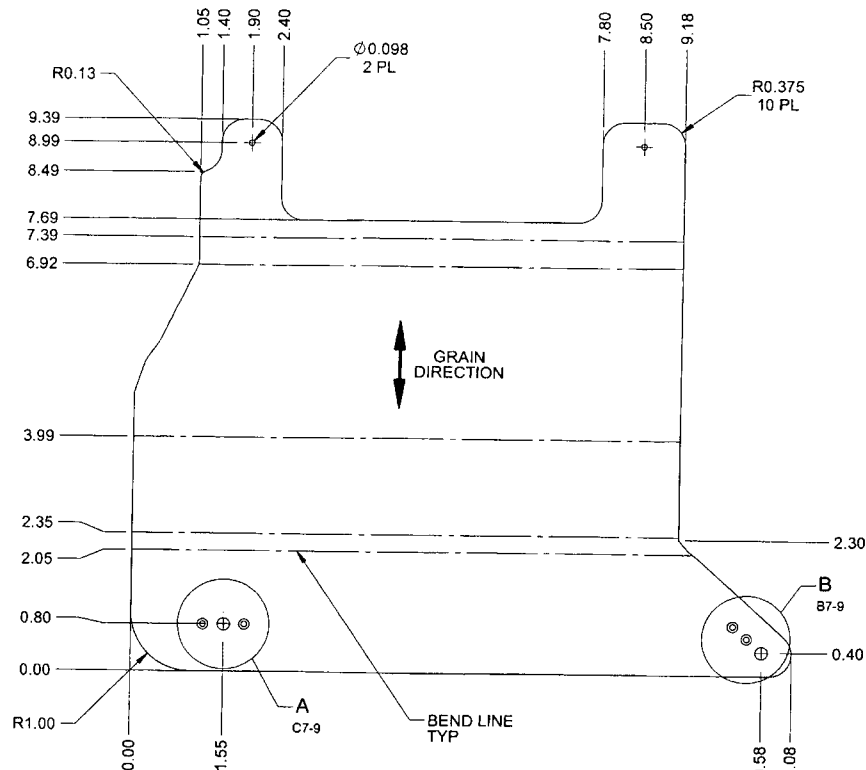 1.05
1.40
1.90
2.40
7.80
8.50
9.18
Ø0.098
2 PL
R0.13
R0.375
10 PL
9.39
8.99
8.49
7.69
7.39
6.92
GRAIN
DIRECTION
3.99
2.35
2.05
2.30
B
B7-9
0.80
0.00
0.40
A
C7-9
R1.00
BEND LINE
TYP
0.00
1.55
.58
.08